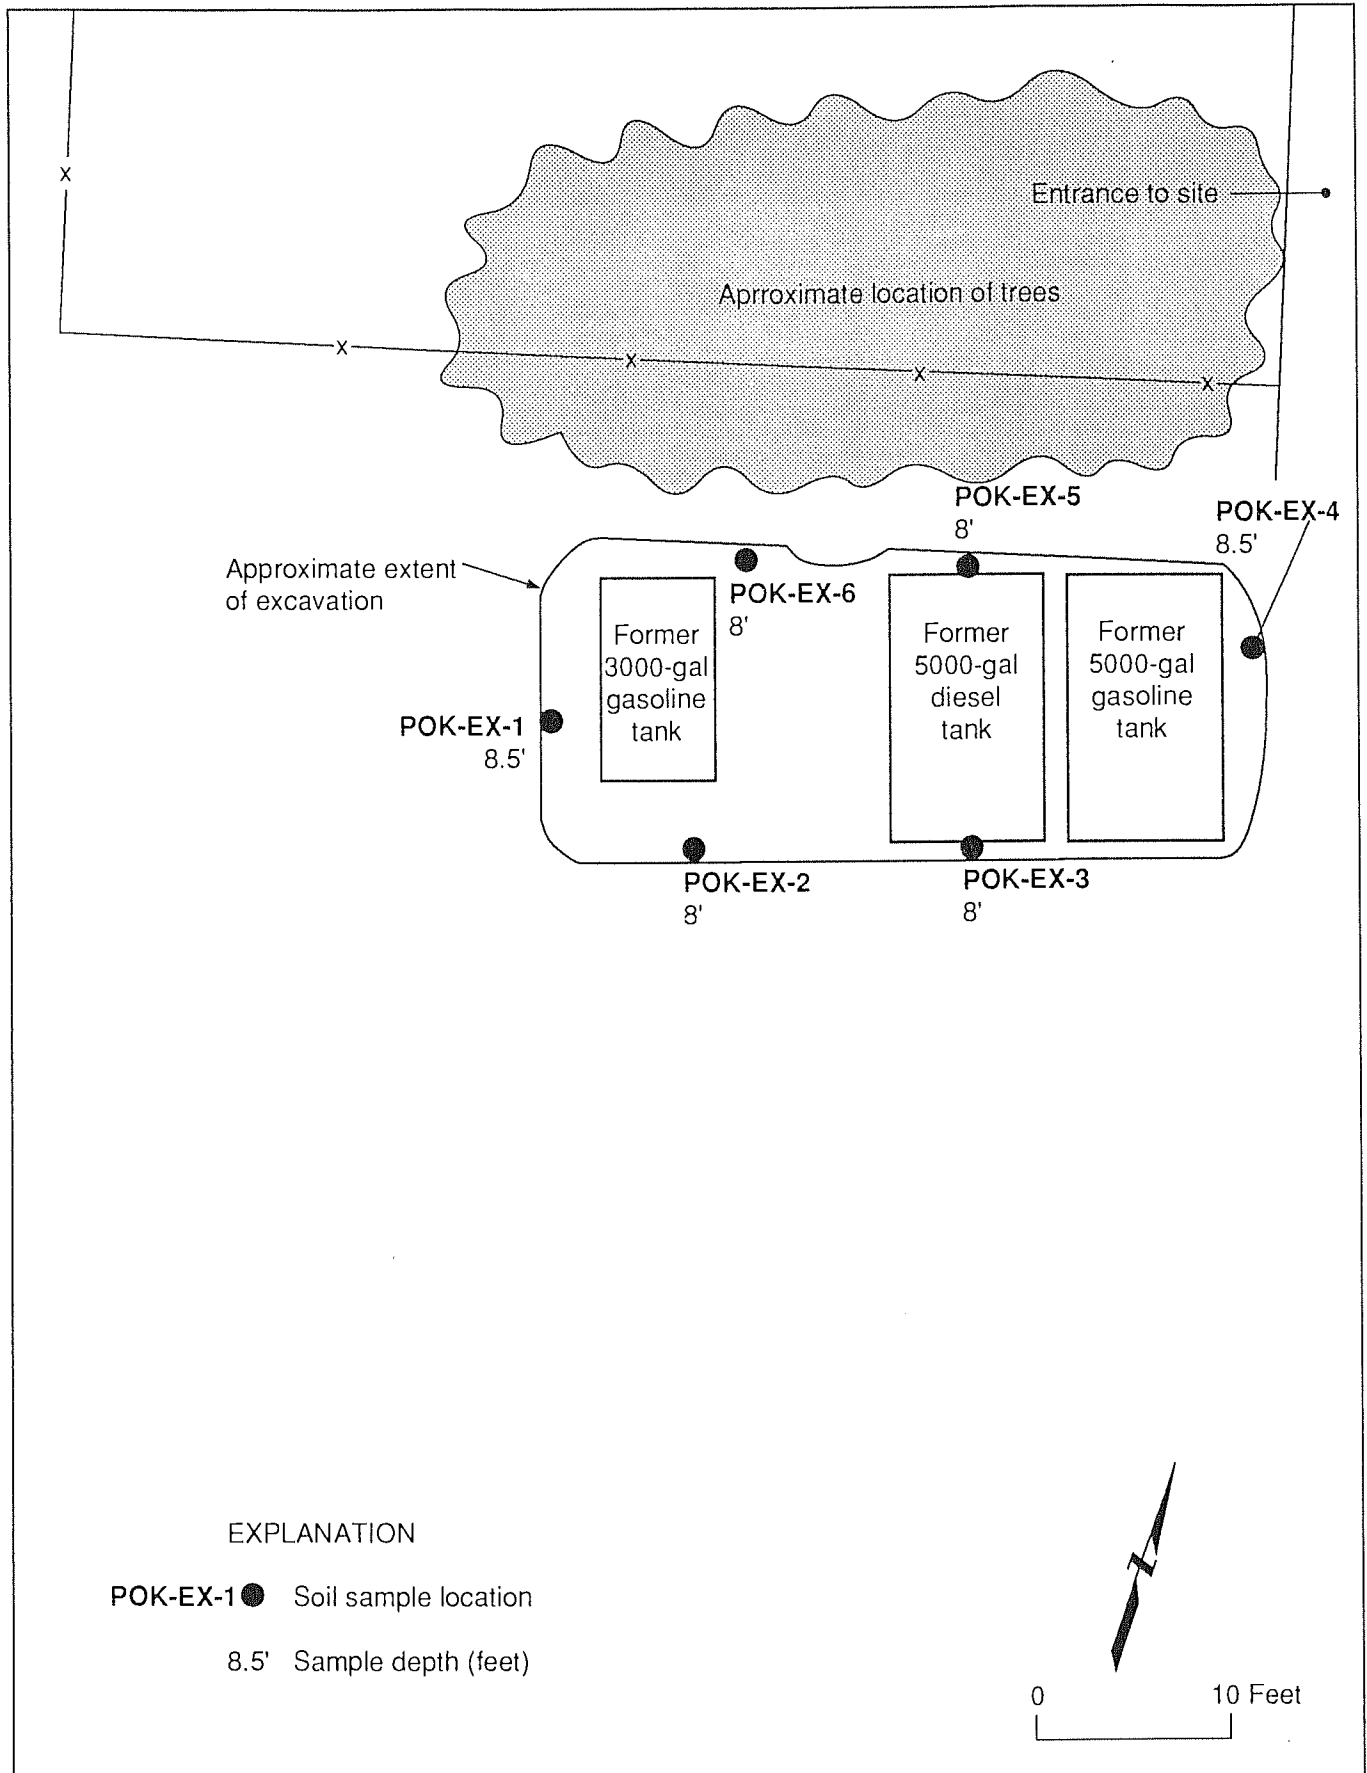 Entrance to site
Aprroximate location of trees
x
x
x
x
x
POK-EX-5
8'
POK-EX-4
8.5'
Approximate extent
of excavation
POK-EX-6
8'
Former
3000-gal
gasoline
tank
Former
5000-gal
diesel
tank
Former
5000-gal
gasoline
tank
POK-EX-1
8.5'
POK-EX-2
8'
POK-EX-3
8'
EXPLANATION
POK-EX-1 Soil sample location
8.5' Sample depth (feet)
Z
0 10 Feet